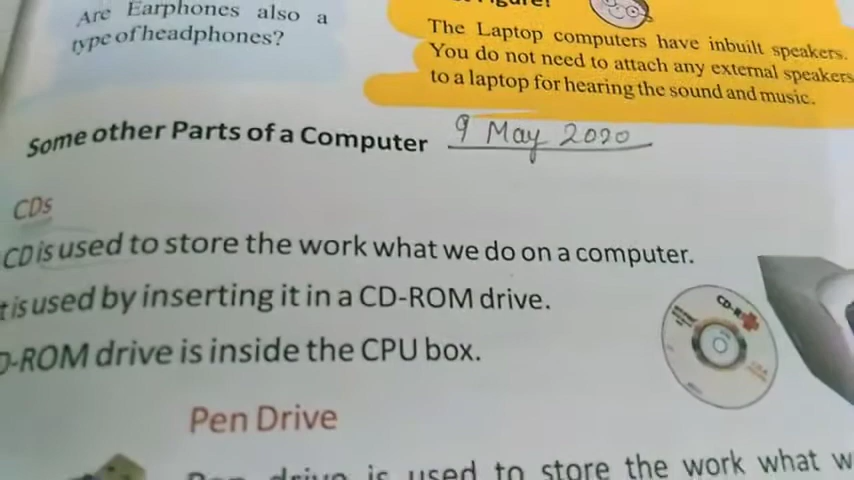 Are Earphones also a
type of headphones?
The Laptop computers have inbuilt speakers.
You do not need to attach any external speakers
to a laptop for hearing the sound and music.
Some other Parts of a Computer 9 May 2020
CDs
CD is used to store the work what we do on a computer.
t is used by inserting it in a CD-ROM drive.
D-ROM drive is inside the CPU box.
CD-R
Pen Drive
Pen drive is used to store the work what w